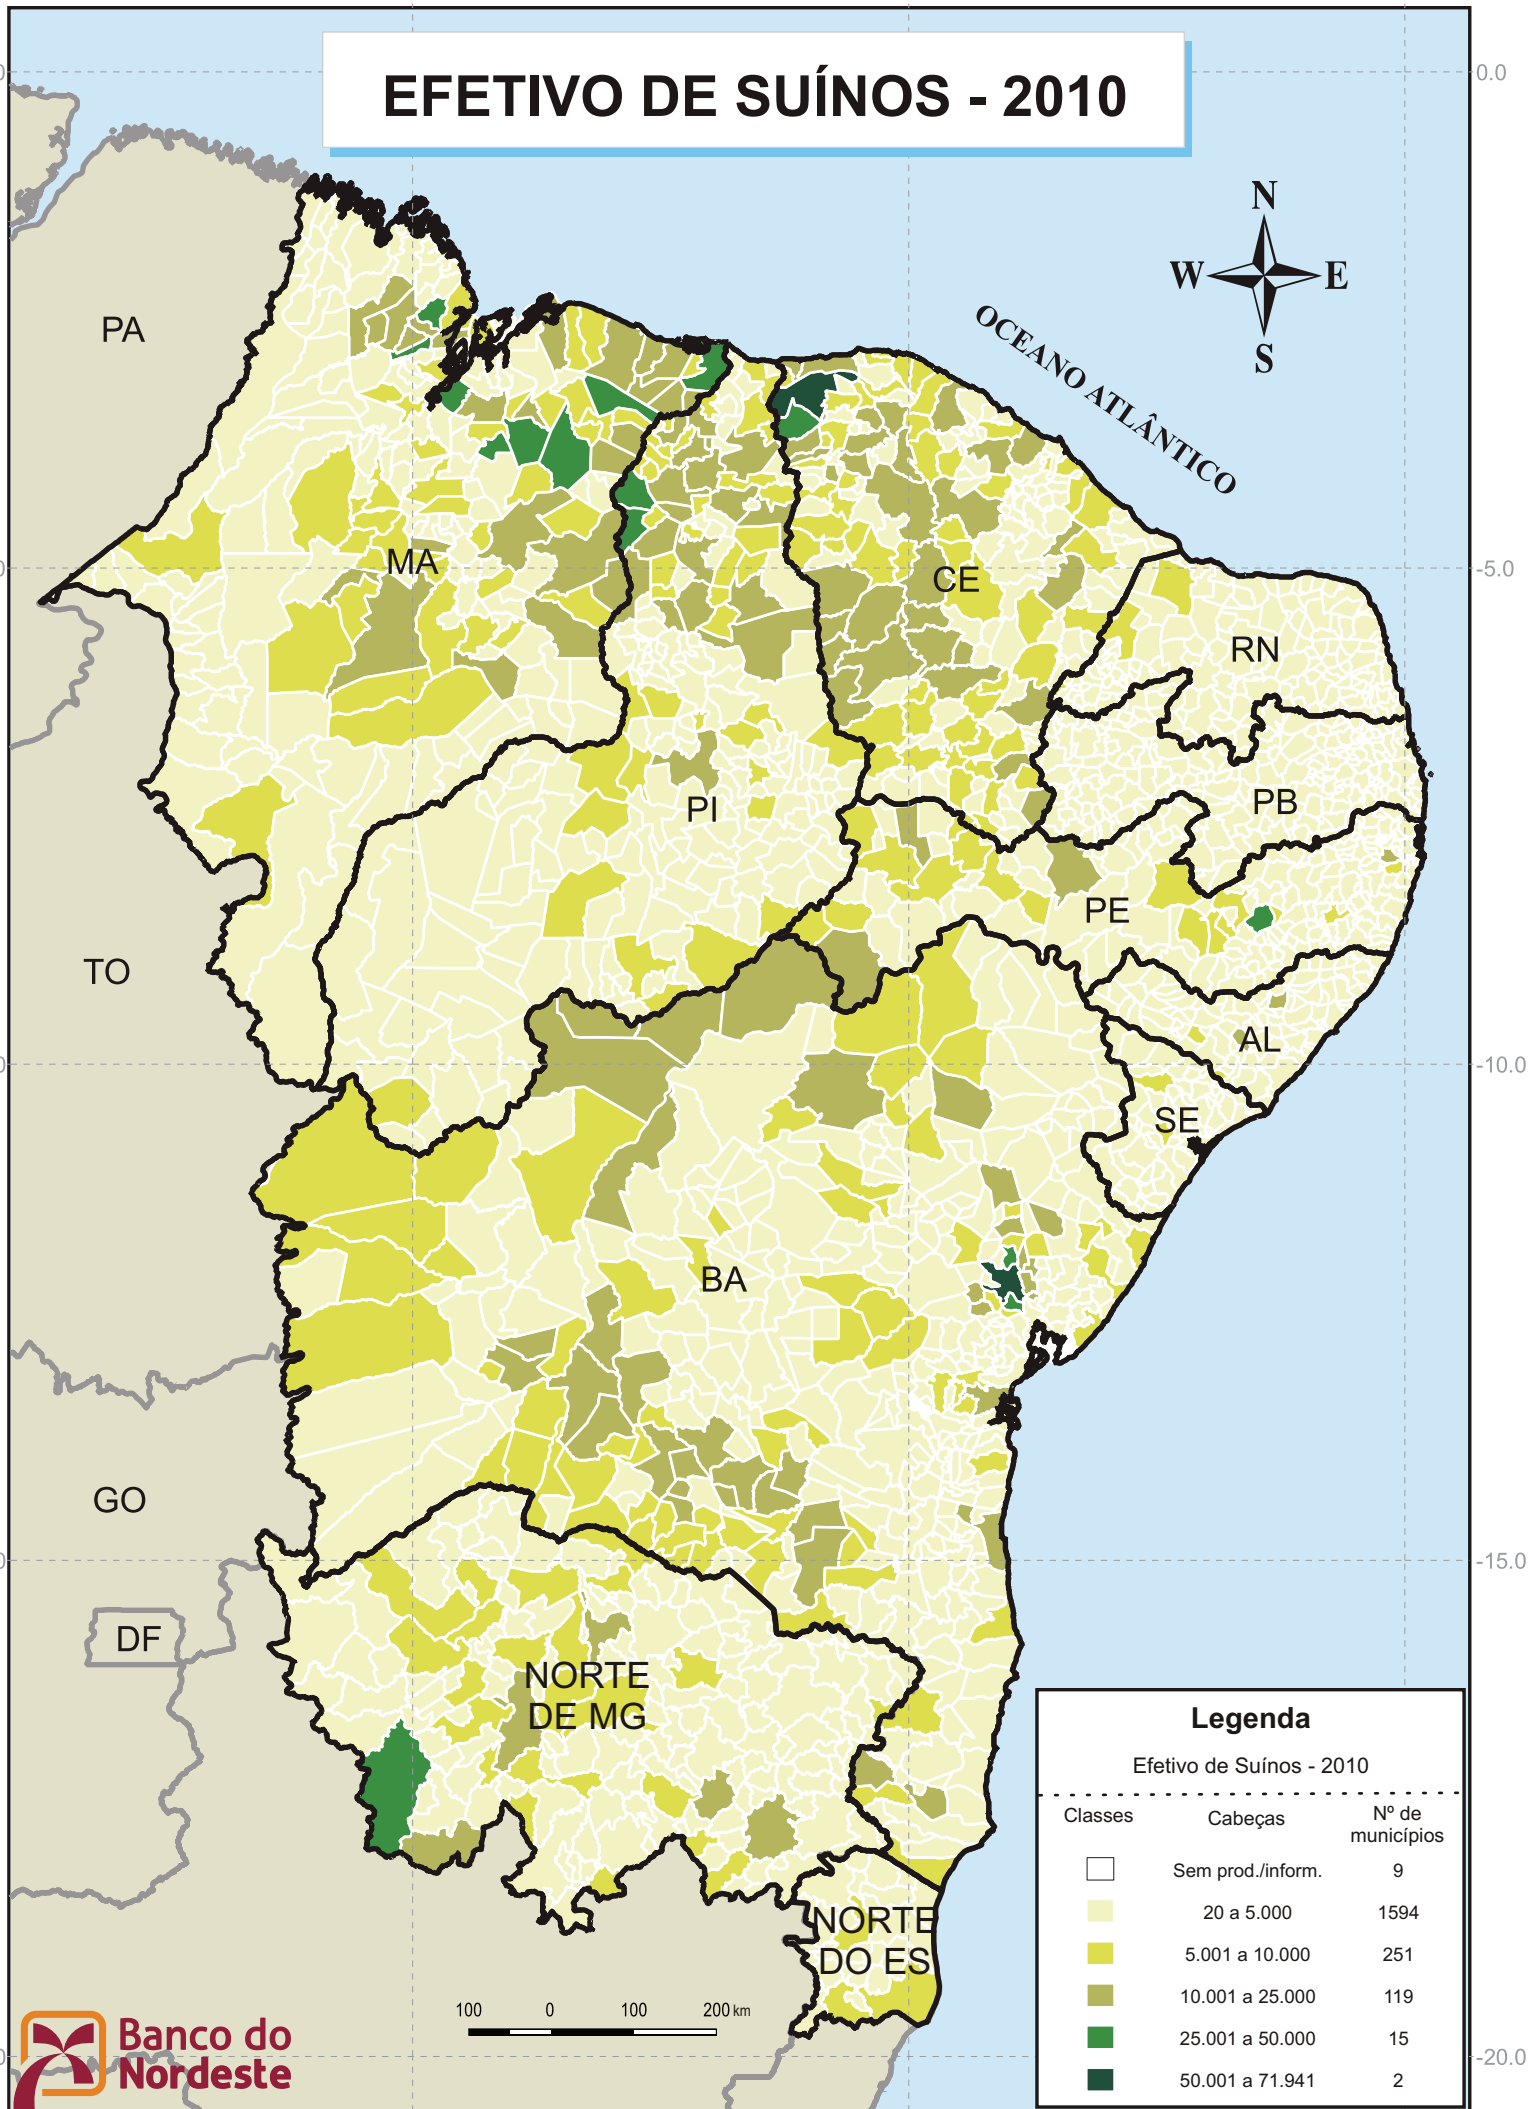 EFETIVO DE SUÍNOS - 2010
0.0
N
W
E
S
OCEANO ATLÂNTICO
PA
MA
CE
-5.0
RN
PI
PB
PE
TO
AL
-10.0
SE
BA
GO
-15.0
DF
NORTE
DE MG
NORTE
DO ES
Legenda
Efetivo de Suínos - 2010
Classes Cabeças Nº de
municípios
Sem prod./inform. 9
20 a 5.000 1594
5.001 a 10.000 251
10.001 a 25.000 119
25.001 a 50.000 15
50.001 a 71.941 2
100 0 100 200 km
Banco do
Nordeste
-20.0